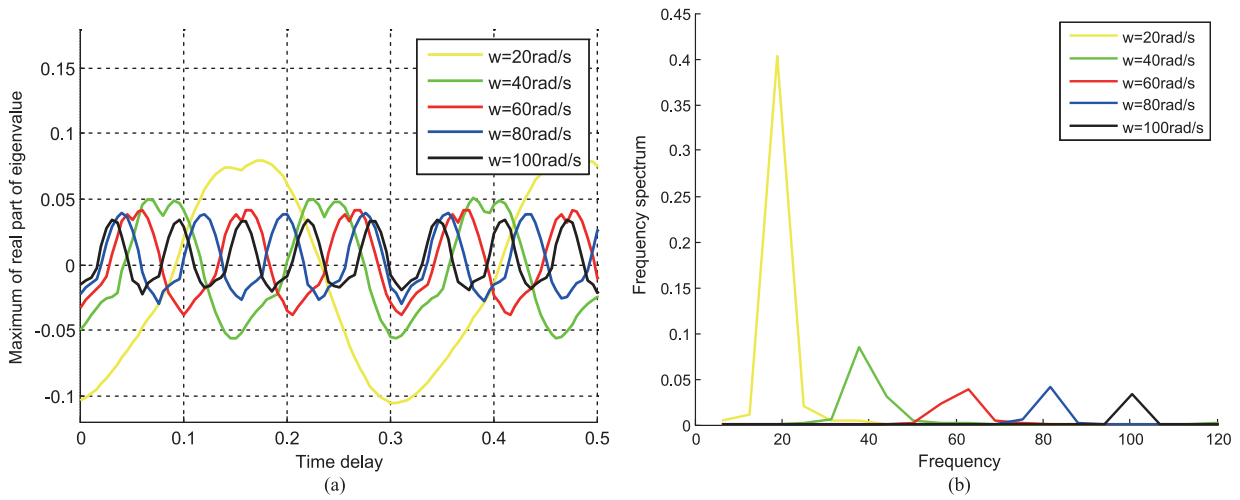 Maximum of real part of eigenvalue
0.15
0.1
0.05
0
-0.05
-0.1
0
0.1
0.2
0.3
0.4
0.5
Time delay
w=20rad/s
w=40rad/s
w=60rad/s
w=80rad/s
w=100rad/s
(a)
Frequency spectrum
0.45
0.4
0.35
0.3
0.25
0.2
0.15
0.1
0.05
0
0
20
40
60
80
100
120
Frequency
w=20rad/s
w=40rad/s
w=60rad/s
w=80rad/s
w=100rad/s
(b)